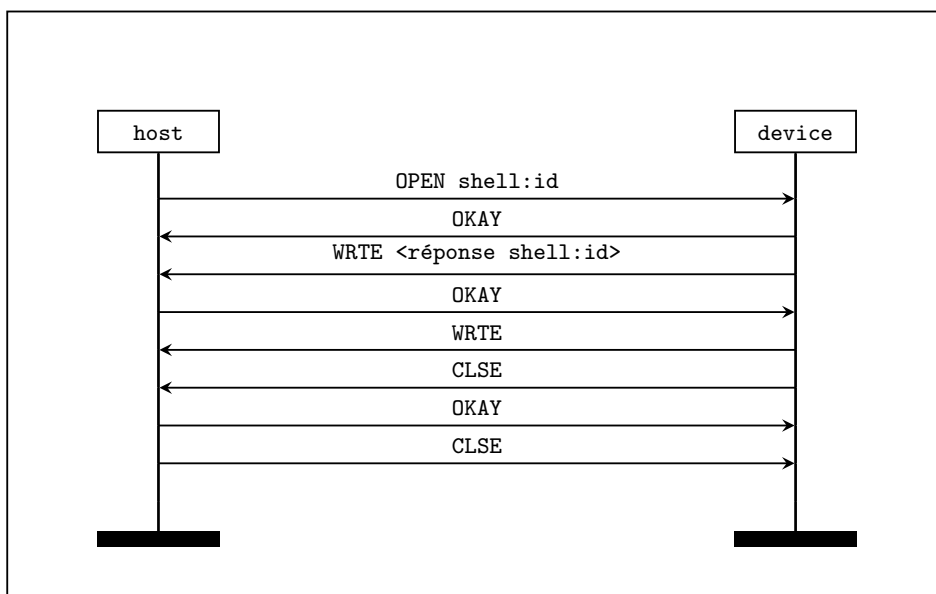 host
device
OPEN shell:id
OKAY
WRTE <réponse shell:id>
OKAY
WRTE
CLSE
OKAY
CLSE